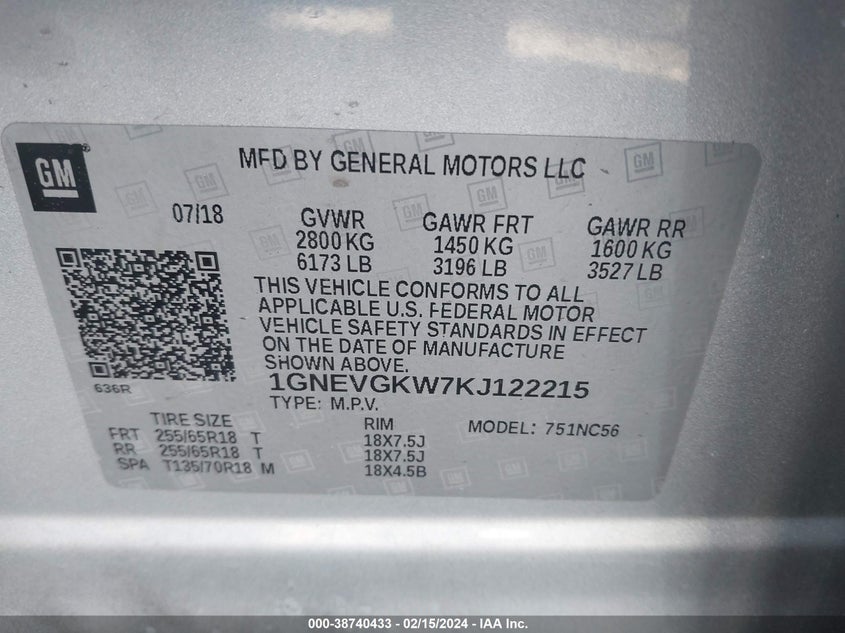 GM
MFD BY GENERAL MOTORS LLC
07/18
GVWR
2800 KG
6173 LB
GAWR FRT
1450 KG
3196 LB
GAWR RR
1600 KG
3527 LB
THIS VEHICLE CONFORMS TO ALL
APPLICABLE U.S. FEDERAL MOTOR
VEHICLE SAFETY STANDARDS IN EFFECT
ON THE DATE OF MANUFACTURE
SHOWN ABOVE.
636R
1GNEVGKW7KJ122215
TYPE: M.P.V.
TIRE SIZE
RIM
MODEL: 751NC56
FRT 255/65R18 T 18X7.5J
RR 255/65R18 T 18X7.5J
SPA T135/70R18 M 18X4.5B
000-38740433 - 02/15/2024 - IAA Inc.